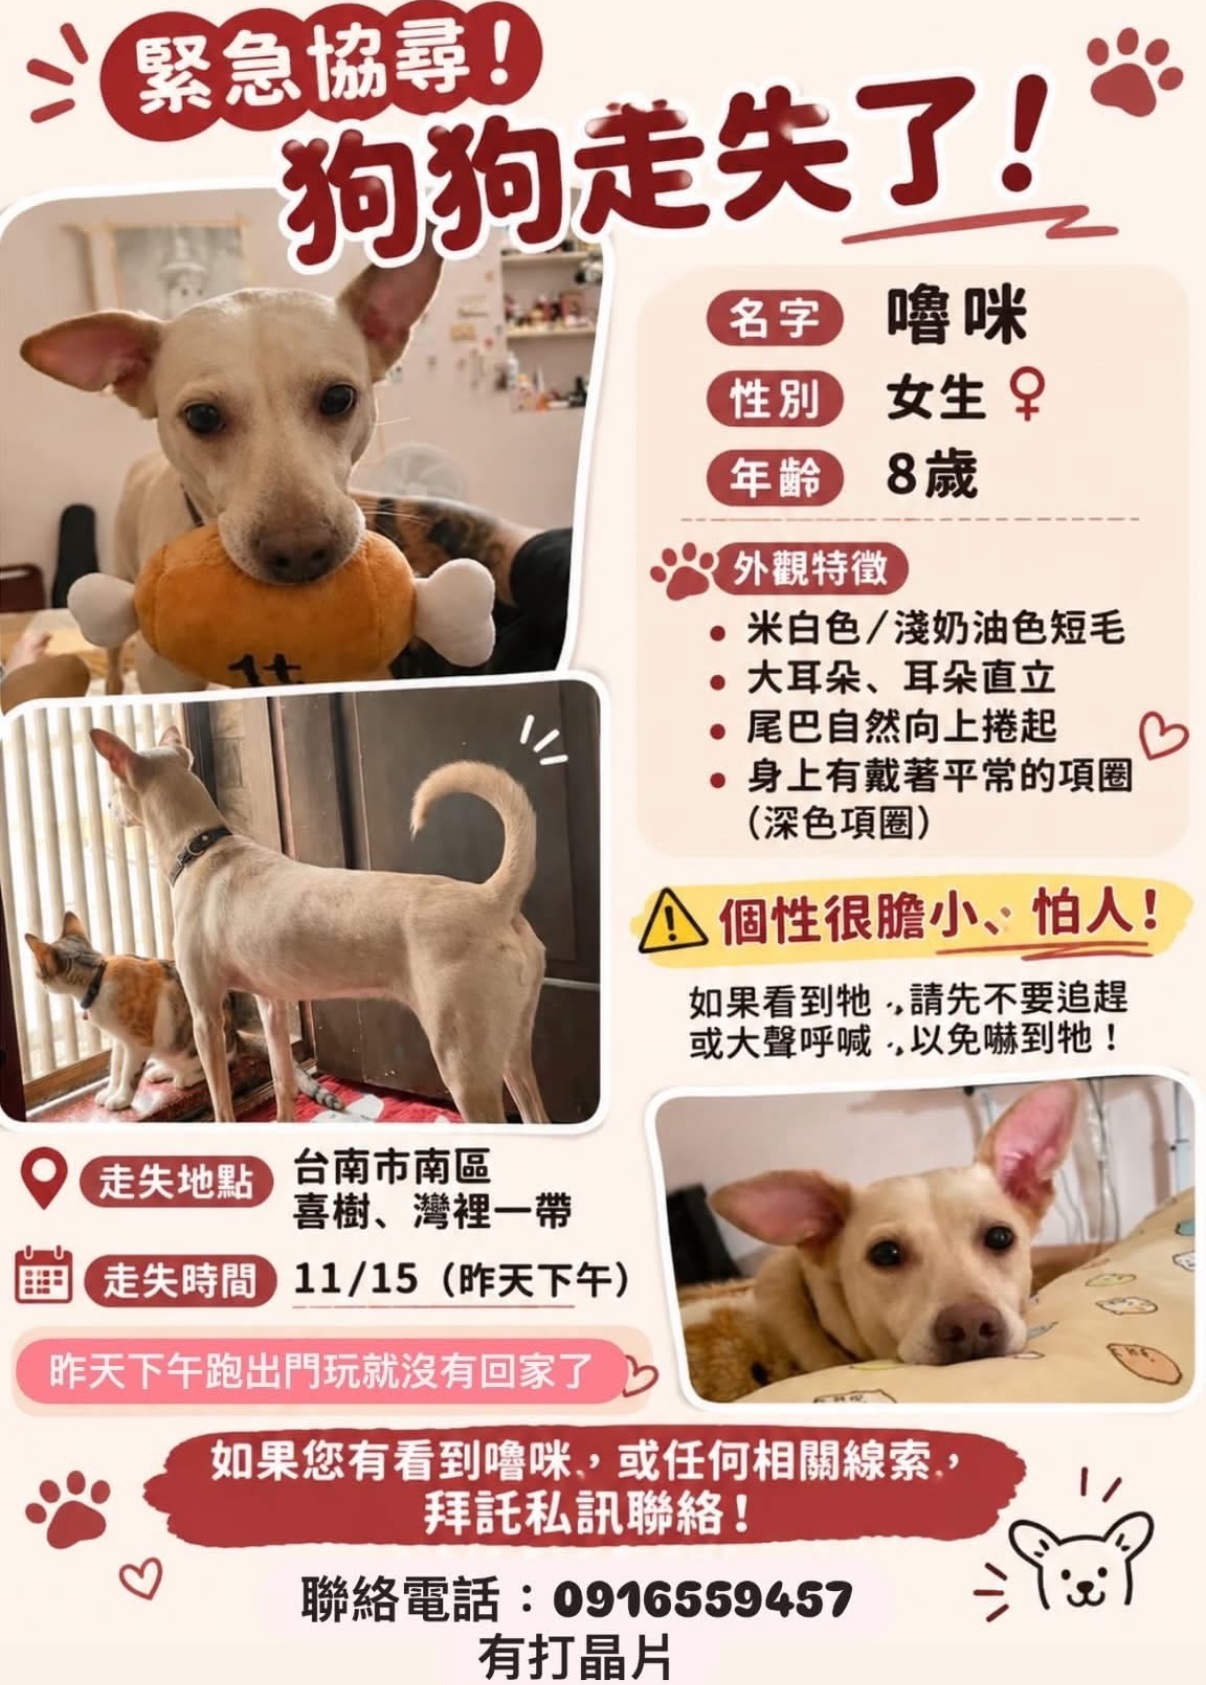 緊急協尋！
狗狗走失了！
名字 嚕咪
性別 女生♀
年齡 8歲
外觀特徵
• 米白色/淺奶油色短毛
• 大耳朵、耳朵直立
• 尾巴自然向上捲起
• 身上有戴著平常的項圈
（深色項圈）
個性很膽小、怕人！
如果看到牠，請先不要追趕
或大聲呼喊，以免嚇到牠！
走失地點 台南市南區
喜樹、灣裡一帶
走失時間 11/15（昨天下午）
昨天下午跑出門玩就沒有回家了
如果您有看到嚕咪，或任何相關線索，
拜託私訊聯絡！
聯絡電話：0916559457
有打晶片